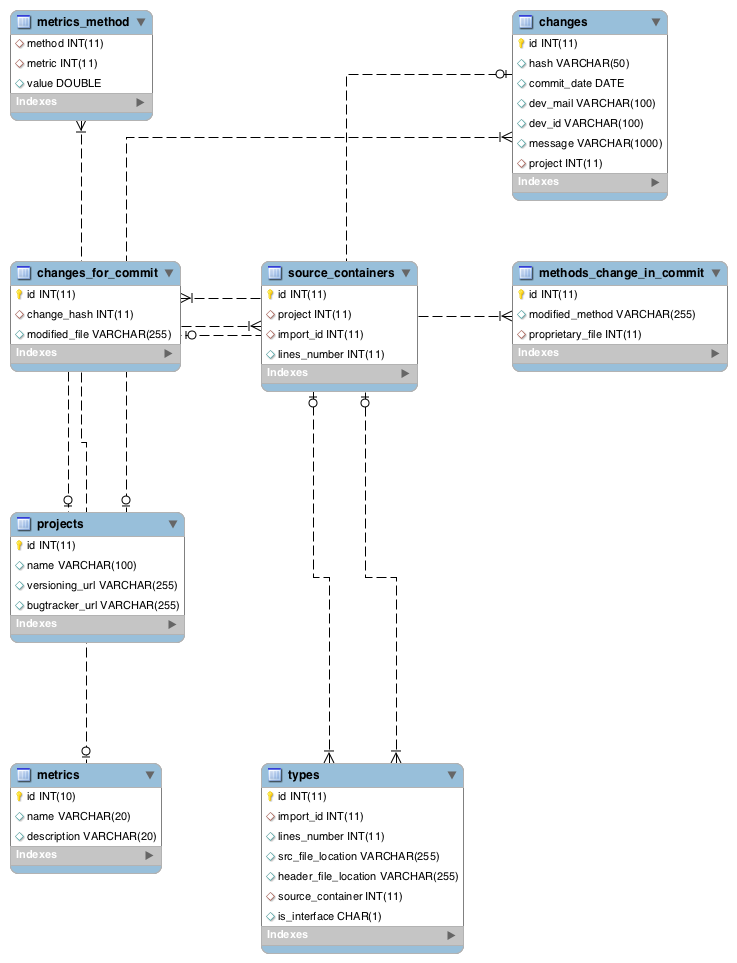 metrics_method
method INT(11)
metric INT(11)
value DOUBLE
Indexes
changes
id INT(11)
hash VARCHAR(50)
commit_date DATE
dev_mail VARCHAR(100)
dev_id VARCHAR(100)
message VARCHAR(1000)
project INT(11)
Indexes
changes_for_commit
id INT(11)
change_hash INT(11)
modified_file VARCHAR(255)
Indexes
source_containers
id INT(11)
project INT(11)
import_id INT(11)
lines_number INT(11)
Indexes
methods_change_in_commit
id INT(11)
modified_method VARCHAR(255)
proprietary_file INT(11)
Indexes
projects
id INT(11)
name VARCHAR(100)
versioning_url VARCHAR(255)
bugtracker_url VARCHAR(255)
Indexes
metrics
id INT(10)
name VARCHAR(20)
description VARCHAR(20)
Indexes
types
id INT(11)
import_id INT(11)
lines_number INT(11)
src_file_location VARCHAR(255)
header_file_location VARCHAR(255)
source_container INT(11)
is_interface CHAR(1)
Indexes